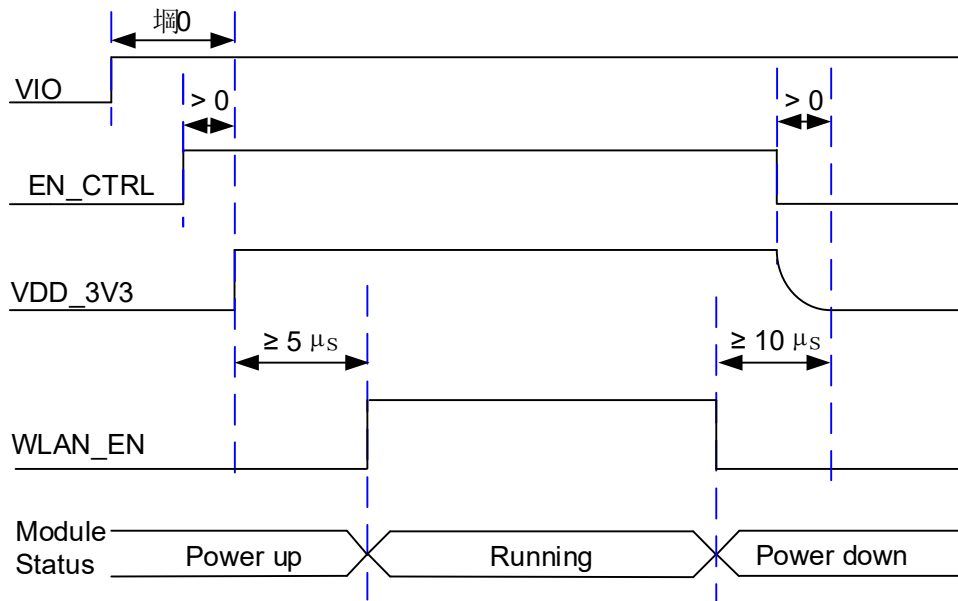 堈0
VIO
> 0
> 0
EN_CTRL
VDD_3V3
≥ 5 μs
≥ 10 μs
WLAN_EN
Module
Status
Power up
Running
Power down